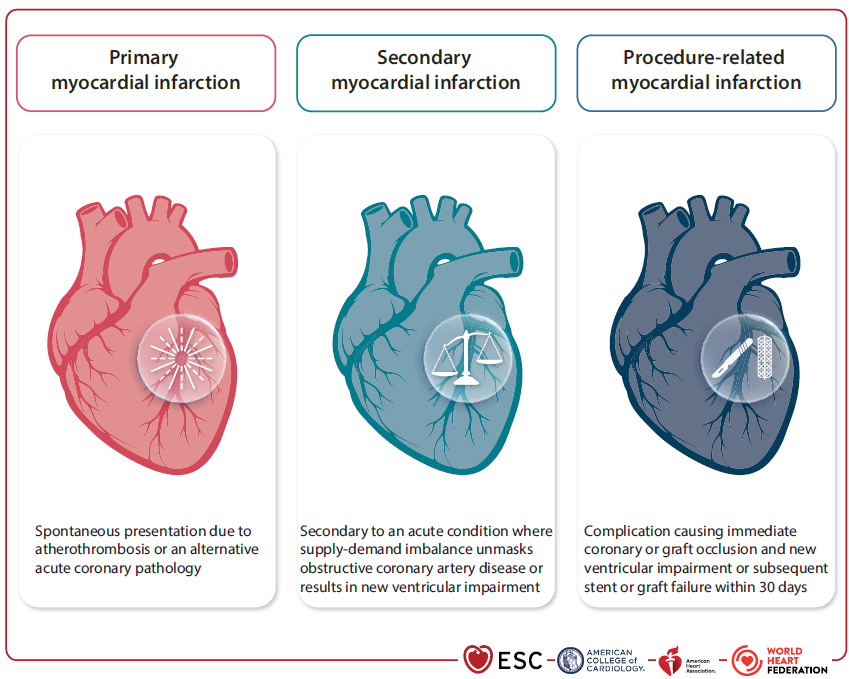 Primary
myocardial infarction
Secondary
myocardial infarction
Procedure-related
myocardial infarction
Spontaneous presentation due to
atherothrombosis or an alternative
acute coronary pathology
Secondary to an acute condition where
supply-demand imbalance unmasks
obstructive coronary artery disease or
results in new ventricular impairment
Complication causing immediate
coronary or graft occlusion and new
ventricular impairment or subsequent
stent or graft failure within 30 days
ESC
AMERICAN
COLLEGE of
CARDIOLOGY®
American
Heart
Association®
WORLD
HEART
FEDERATION